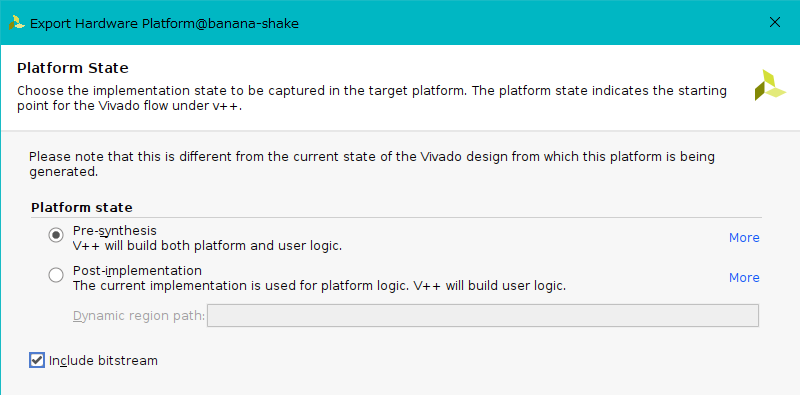 Export Hardware Platform@banana-shake
Platform State
Choose the implementation state to be captured in the target platform. The platform state indicates the starting
point for the Vivado flow under v++.
Please note that this is different from the current state of the Vivado design from which this platform is being
generated.
Platform state
Pre-synthesis
V++ will build both platform and user logic.
More
Post-implementation
The current implementation is used for platform logic. V++ will build user logic.
More
Dynamic region path:
Include bitstream